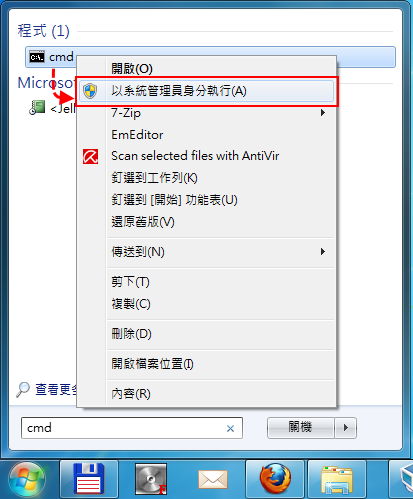 程式 (1)
cmd
開啟(O)
以系統管理員身分執行(A)
Microso
<Jell
7-Zip
EmEditor
Scan selected files with AntiVir
釘選到工作列(K)
釘選到 [開始] 功能表(U)
還原舊版(V)
傳送到(N)
剪下(T)
複製(C)
刪除(D)
開啟檔案位置(I)
內容(R)
查看更多
cmd
關機